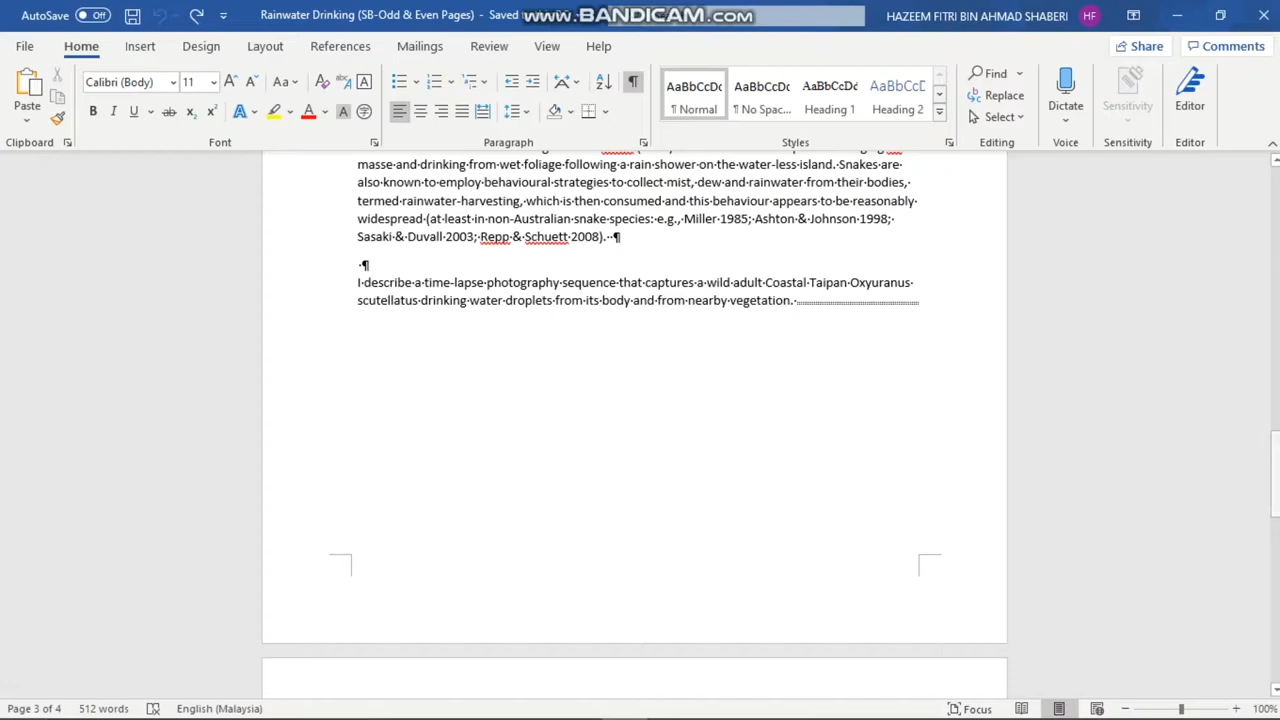 AutoSave Off Rainwater Drinking (SB-Odd & Even Pages) - Saved www.BANDICAM.com HAZEEM FITRI BIN AHMAD SHABERI HF
File Home Insert Design Layout References Mailings Review View Help Share Comments
Paste Calibri (Body) 11 Aa A AaBbCcDc AaBbCcDc AaBbCcDc AaBbCcD Find Dictate Sensitivity Editor
¶ Normal ¶ No Spac... Heading 1 Heading 2 Replace
Select
Clipboard Font Paragraph Styles Editing Voice Sensitivity Editor
masse·and·drinking·from·wet·foliage·following·a·rain·shower·on·the·water-less·island.·Snakes·are·
also·known·to·employ·behavioural·strategies·to·collect·mist,·dew·and·rainwater·from·their·bodies,·
termed·rainwater·harvesting,·which·is·then·consumed·and·this·behaviour·appears·to·be·reasonably·
widespread·(at·least·in·non-Australian·snake·species:·e.g.,·Miller·1985;·Ashton·&·Johnson·1998;·
Sasaki·&·Duvall·2003;·Repp·&·Schuett·2008).··¶
·¶
I·describe·a·time-lapse·photography·sequence·that·captures·a·wild·adult·Coastal·Taipan·Oxyuranus·
scutellatus·drinking·water·droplets·from·its·body·and·from·nearby·vegetation.·
Page 3 of 4 512 words English (Malaysia) Focus 100%